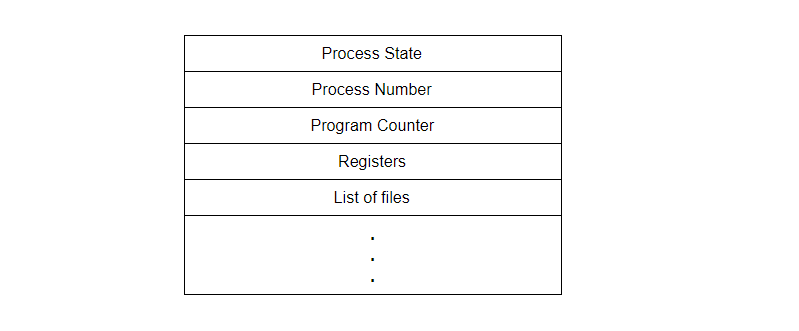 Process State
Process Number
Program Counter
Registers
List of files
.
.
.